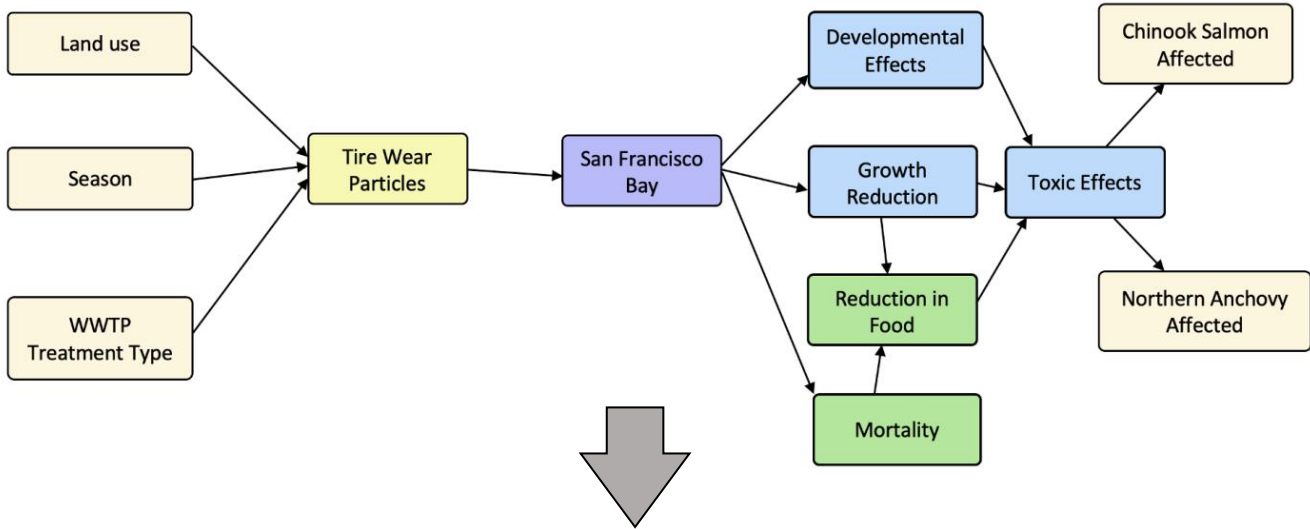 Land use
Season
WWTP
Treatment Type
Tire Wear
Particles
San Francisco
Bay
Developmental
Effects
Growth
Reduction
Reduction in
Food
Mortality
Toxic Effects
Chinook Salmon
Affected
Northern Anchovy
Affected